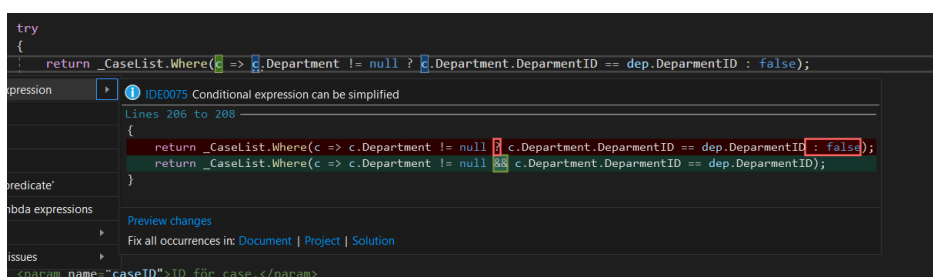 try
{
return _CaseList.Where(c => c.Department != null ? c.Department.DeparmentID == dep.DeparmentID : false);
xpression
IDE0075 Conditional expression can be simplified
Lines 206 to 208
{
return _CaseList.Where(c => c.Department != null ? c.Department.DeparmentID == dep.DeparmentID : false);
return _CaseList.Where(c => c.Department != null && c.Department.DeparmentID == dep.DeparmentID);
}
predicate'
mbda expressions
Preview changes
Fix all occurrences in: Document | Project | Solution
issues
<param name="caseID">ID för case.</param>